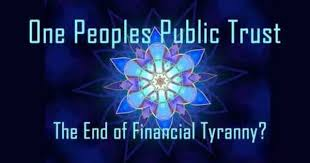 One Peoples Public Trust
The End of Financial Tyranny?